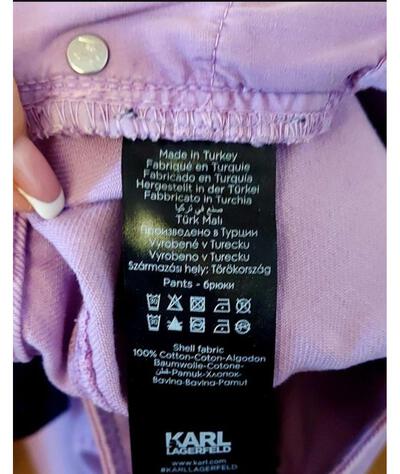 Made in Turkey
Fabriqué en Turquie
Fabricado en Turquía
Hergestellt in der Türkei
Fabbricato in Turchia
صنع في تركيا
Türk Malı
Произведено в Турции
Vyrobené v Turecku
Vyrobeno v Turecku
Származási hely: Törökország
Pants - брюки
Shell fabric
100% Cotton-Coton-Algodon
Baumwolle-Cotone-
قطن-Pamuk-Хлопок-
Bavlna-Bavlna-Pamut
KARL
LAGERFELD
www.karl.com
#KARLLAGERFELD